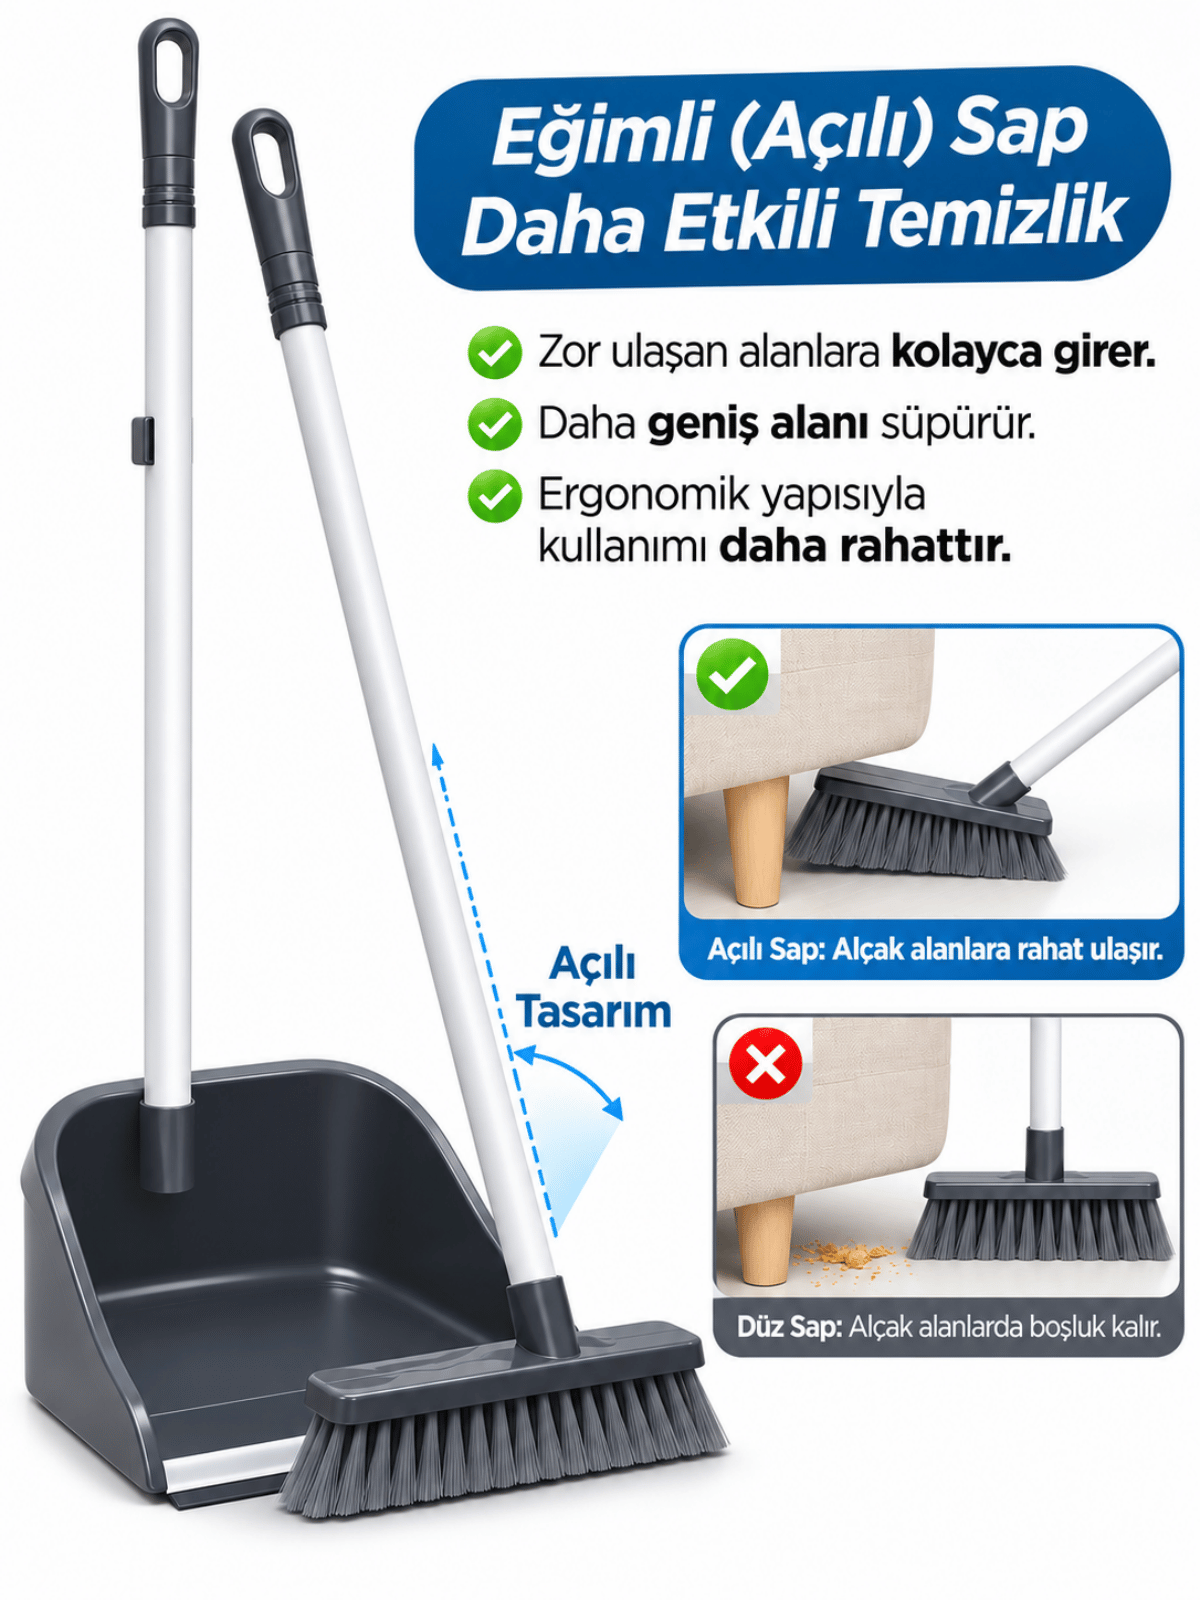 Eğimli (Açılı) Sap
Daha Etkili Temizlik
Zor ulaşan alanlara kolayca girer.
Daha geniş alanı süpürür.
Ergonomik yapısıyla
kullanımı daha rahattır.
Açılı
Tasarım
Açılı Sap: Alçak alanlara rahat ulaşır.
Düz Sap: Alçak alanlarda boşluk kalır.